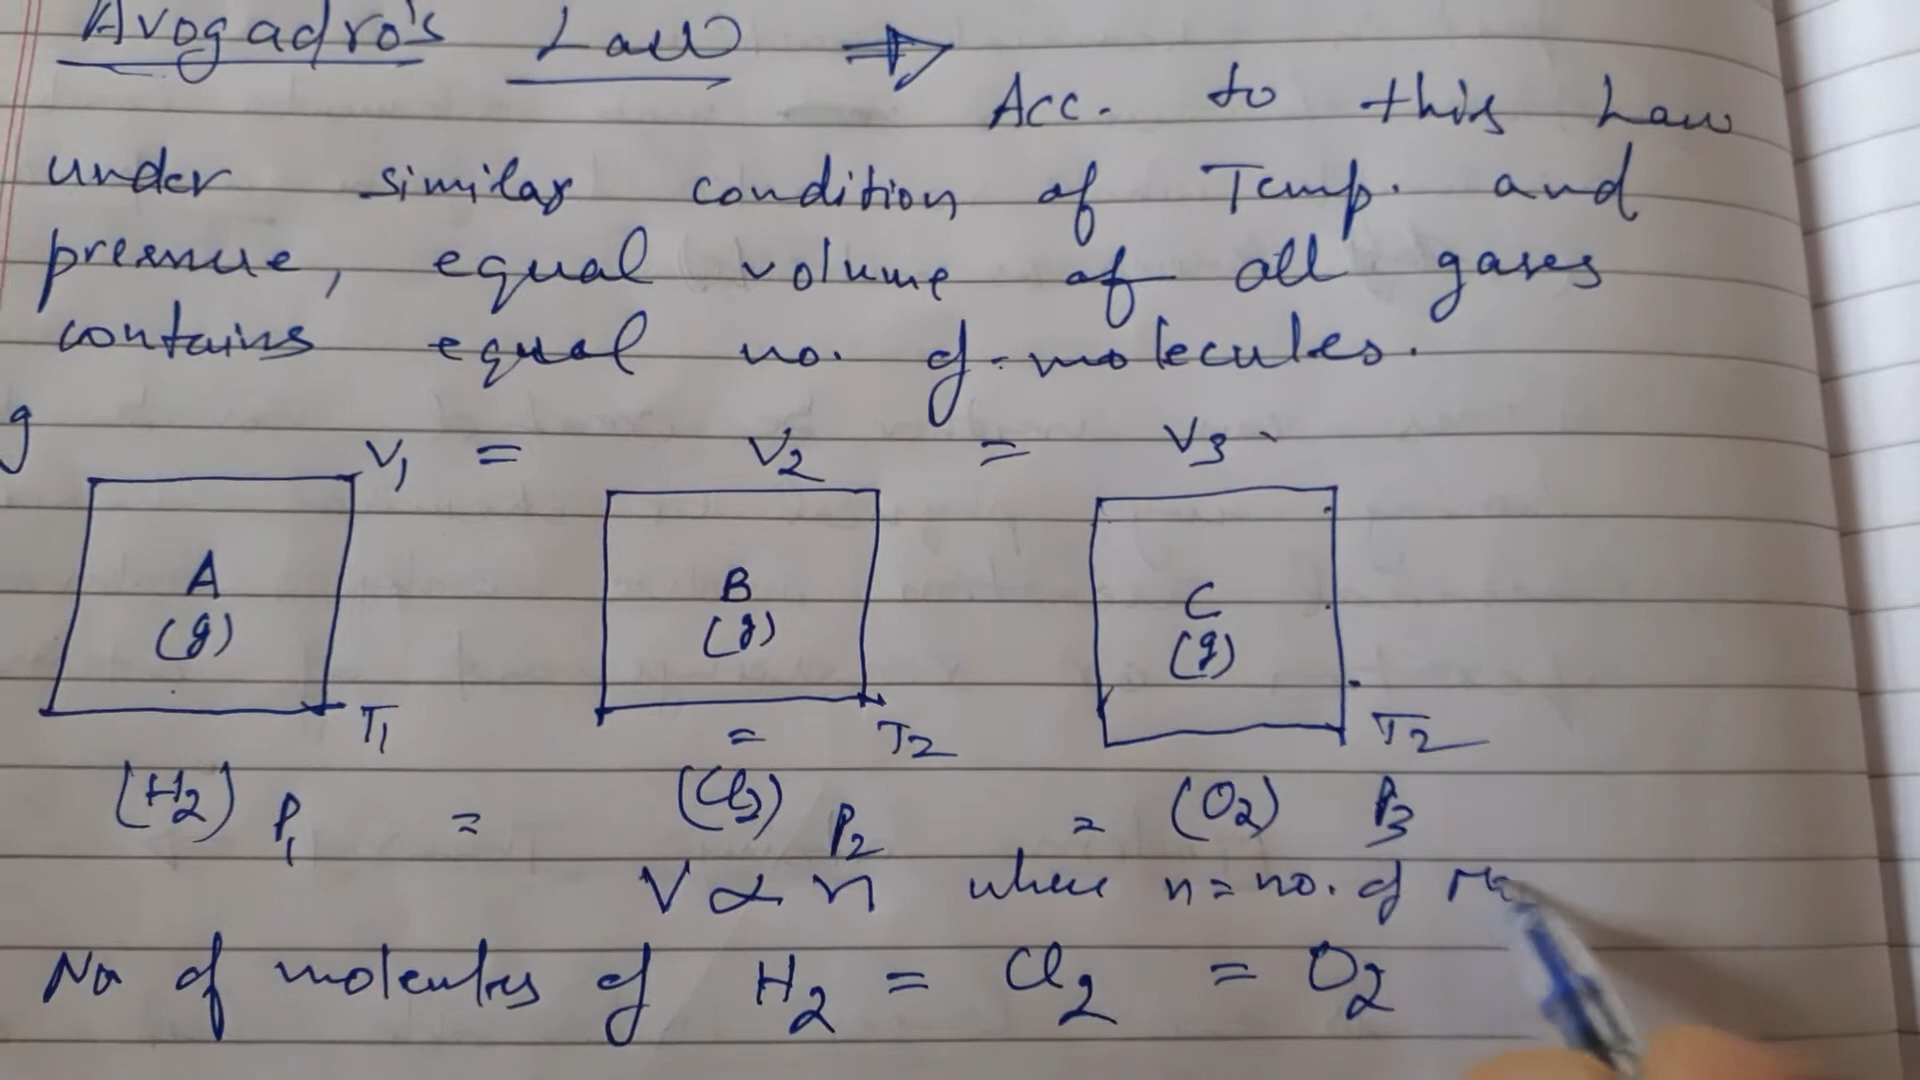 Avogadro's Law ⇒
Acc. to this Law
under similar condition of Temp. and
pressure, equal volume of all gases
contains equal no. of molecules.
g
V₁ = V₂ = V₃
A B C
(g) (g) (g)
T₁ = T₂ T₂
(H₂) P₁ = (Cl₂) P₂ = (O₂) P₃
V ∝ n where n = no. of
No of molecules of H₂ = Cl₂ = O₂